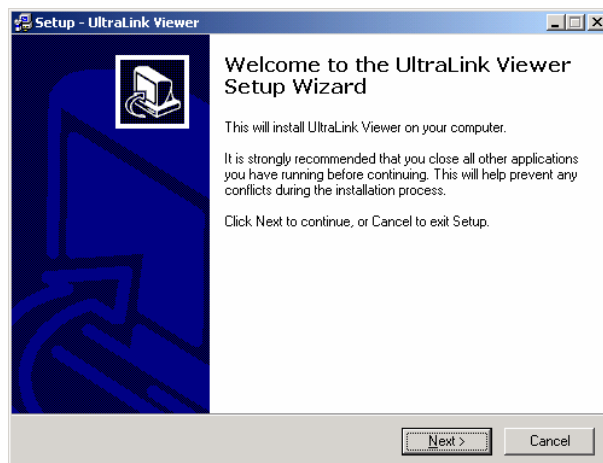 Setup - UltraLink Viewer
Welcome to the UltraLink Viewer
Setup Wizard
This will install UltraLink Viewer on your computer.
It is strongly recommended that you close all other applications
you have running before continuing. This will help prevent any
conflicts during the installation process.
Click Next to continue, or Cancel to exit Setup.
Next >
Cancel